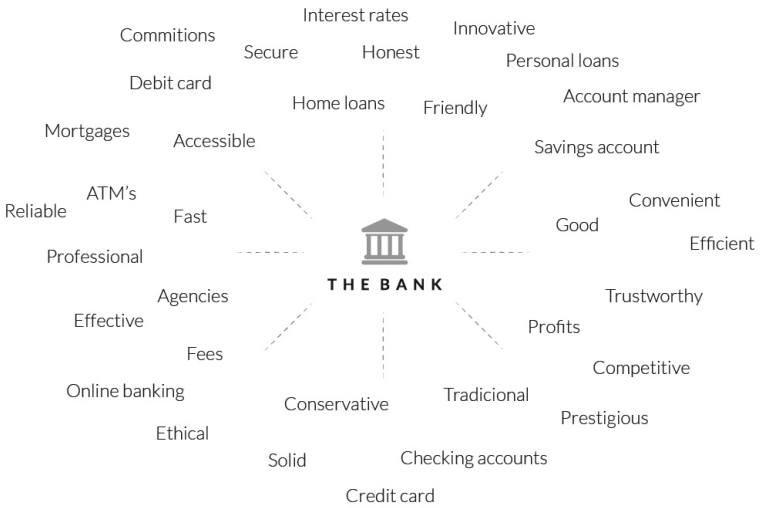 Interest rates
Commitions
Innovative
Secure
Honest
Personal loans
Debit card
Home loans
Friendly
Account manager
Mortgages
Accessible
Savings account
ATM’s
Reliable
Fast
Convenient
Good
Professional
Efficient
THE BANK
Agencies
Trustworthy
Effective
Profits
Fees
Competitive
Online banking
Conservative
Tradicional
Prestigious
Ethical
Solid
Checking accounts
Credit card